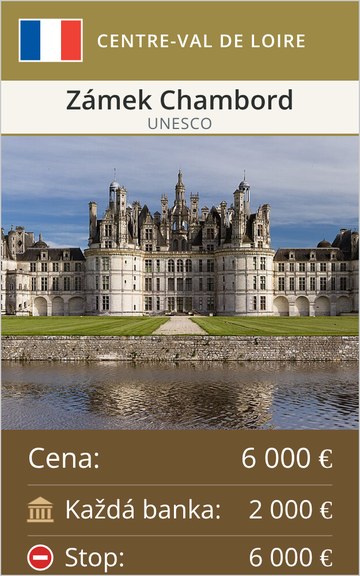 CENTRE-VAL DE LOIRE
Zámek Chambord
UNESCO
Cena: 6 000 €
Každá banka: 2 000 €
Stop: 6 000 €